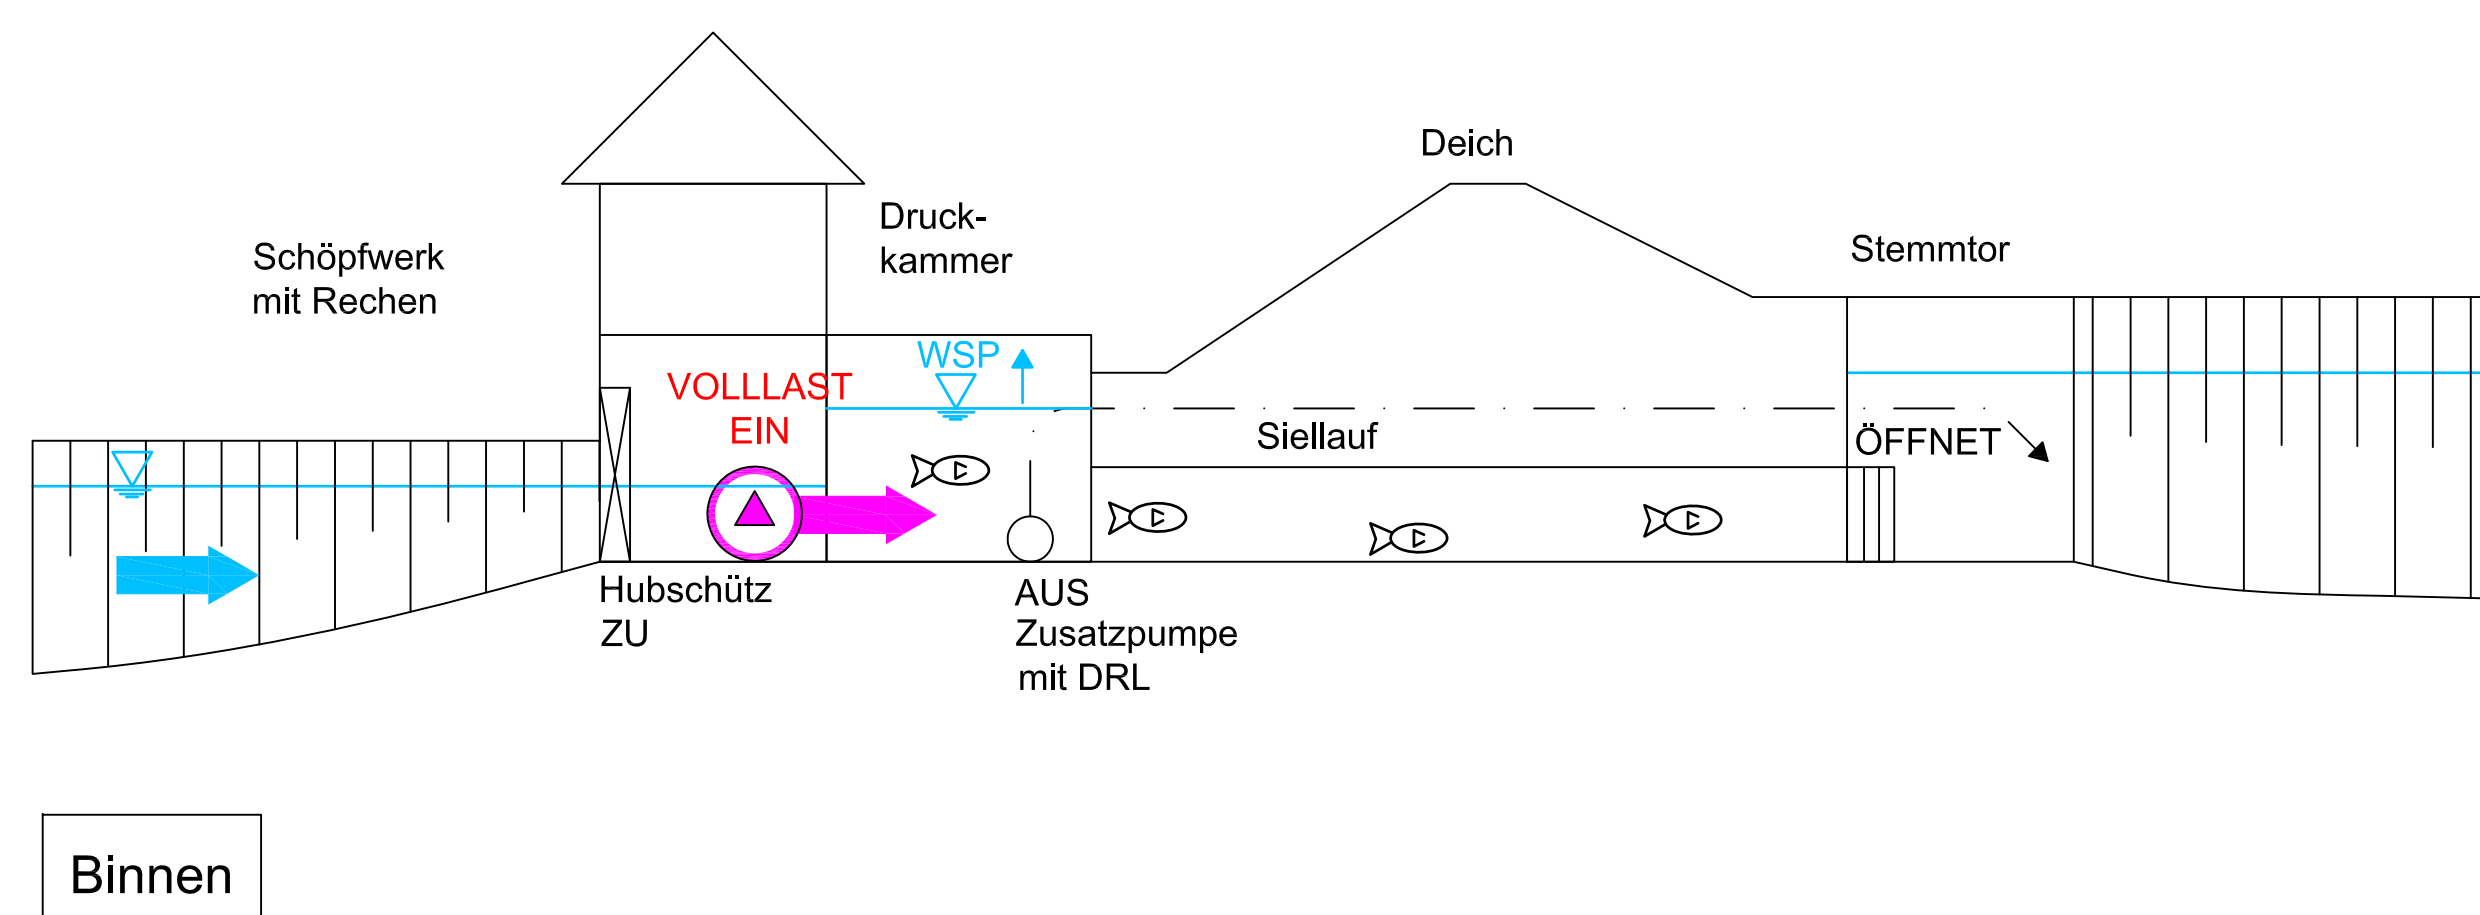 Deich
Druck-
kammer
Stemmtor
Schöpfwerk
mit Rechen
WSP
VOLLLAST
EIN
Siellauf
ÖFFNET
Hubschütz
ZU
AUS
Zusatzpumpe
mit DRL
Binnen